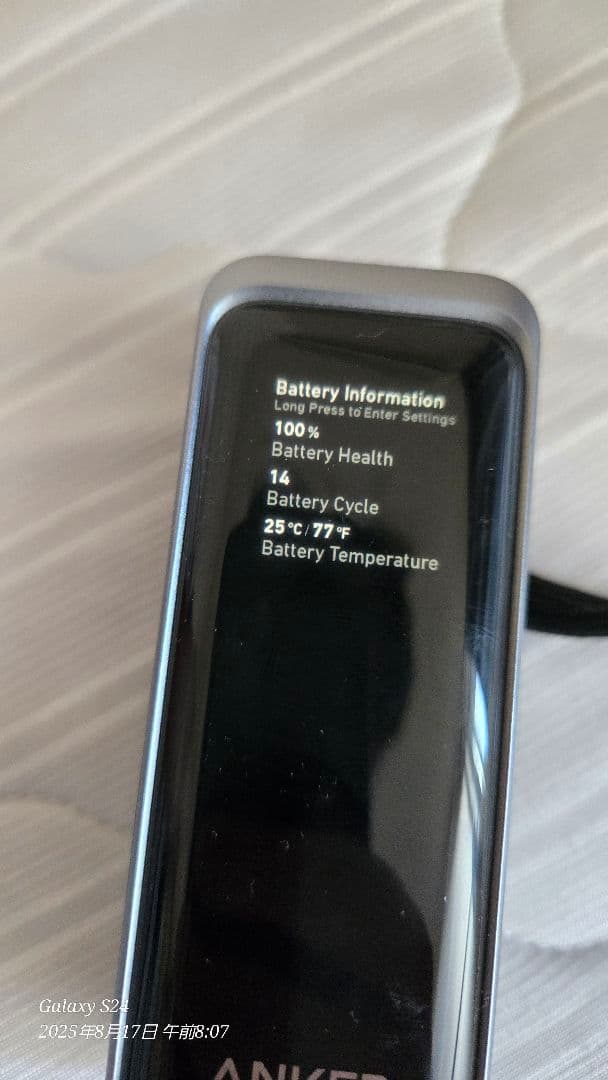 Battery Information
Long Press to Enter Settings
100%
Battery Health
14
Battery Cycle
25°C/77°F
Battery Temperature
ANKER
Galaxy S24
2025年8月17日 午前8:07